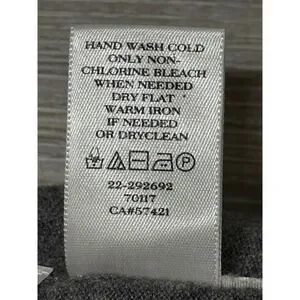 HAND WASH COLD
ONLY NON-
CHLORINE BLEACH
WHEN NEEDED
DRY FLAT
WARM IRON
IF NEEDED
OR DRYCLEAN
P
22-292692
70117
CA#57421